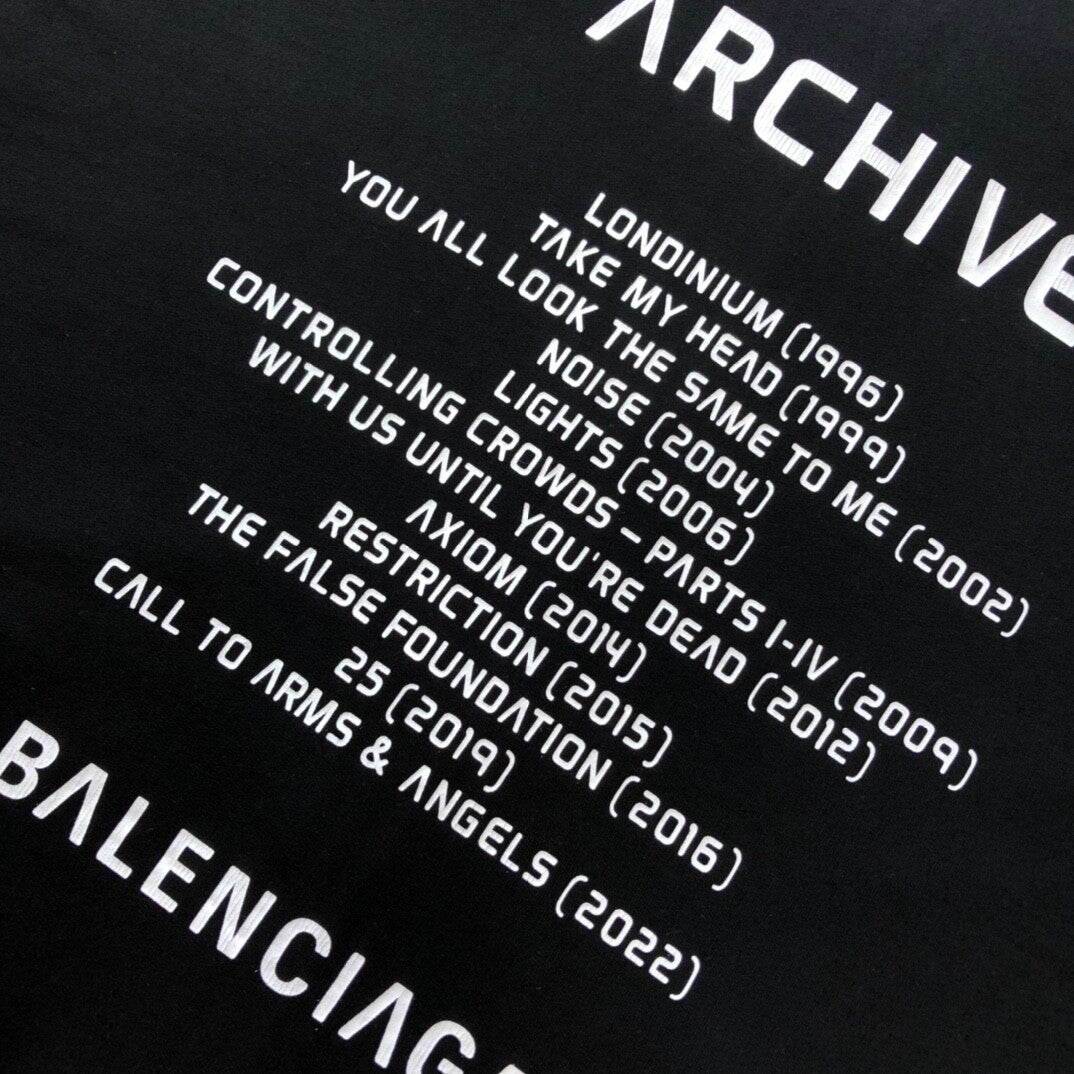 ARCHIVE
LONDINIUM (1996)
TAKE MY HEAD (1999)
YOU ALL LOOK THE SAME TO ME (2002)
NOISE (2004)
LIGHTS (2006)
CONTROLLING CROWDS – PARTS I-IV (2009)
WITH US UNTIL YOU'RE DEAD (2012)
AXIOM (2014)
RESTRICTION (2015)
THE FALSE FOUNDATION (2016)
25 (2019)
CALL TO ARMS & ANGELS (2022)
BALENCIAG